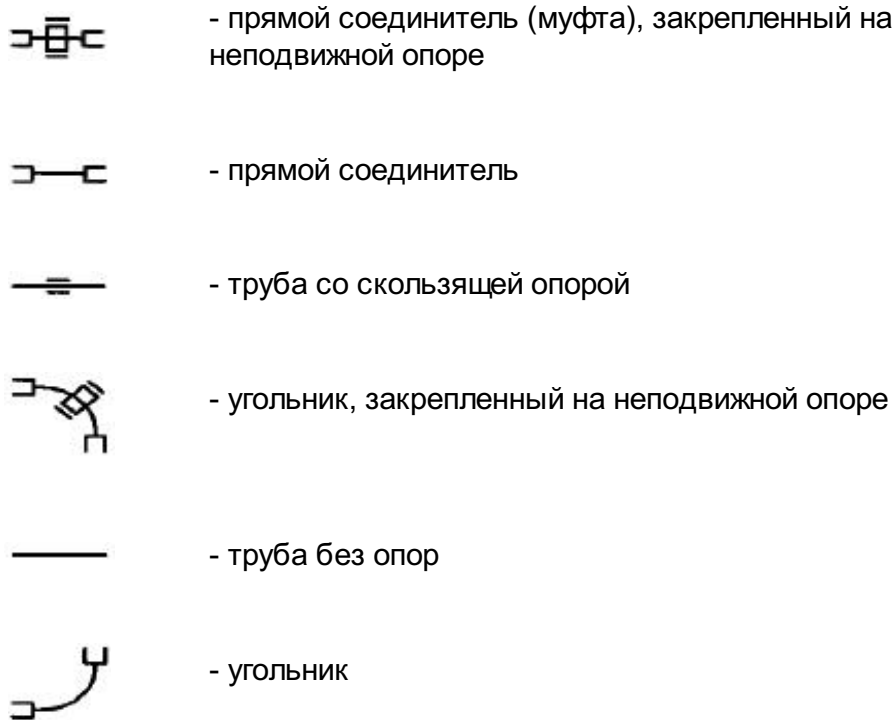 - прямой соединитель (муфта), закрепленный на
неподвижной опоре
- прямой соединитель
- труба со скользящей опорой
- угольник, закрепленный на неподвижной опоре
- труба без опор
- угольник